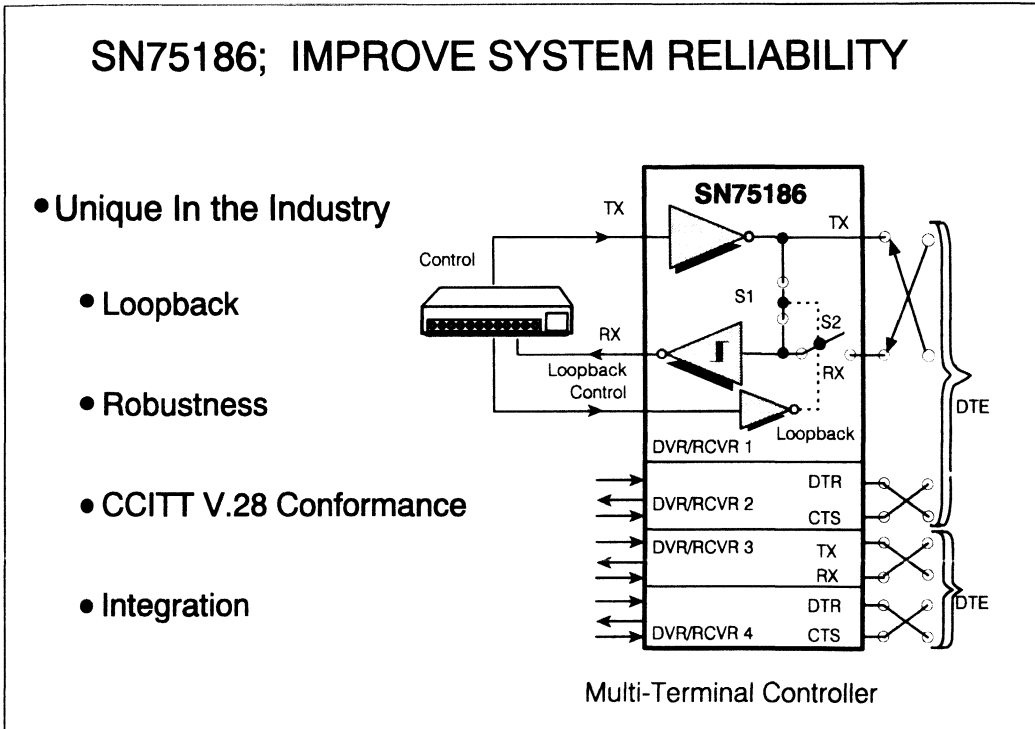 SN75186; IMPROVE SYSTEM RELIABILITY
• Unique In the Industry
• Loopback
• Robustness
• CCITT V.28 Conformance
• Integration
SN75186
TX
TX
Control
S1
S2
RX
RX
Loopback
Control
Loopback
DTE
DVR/RCVR 1
DTR
DVR/RCVR 2
CTS
DVR/RCVR 3
TX
RX
DTE
DTR
DVR/RCVR 4
CTS
Multi-Terminal Controller